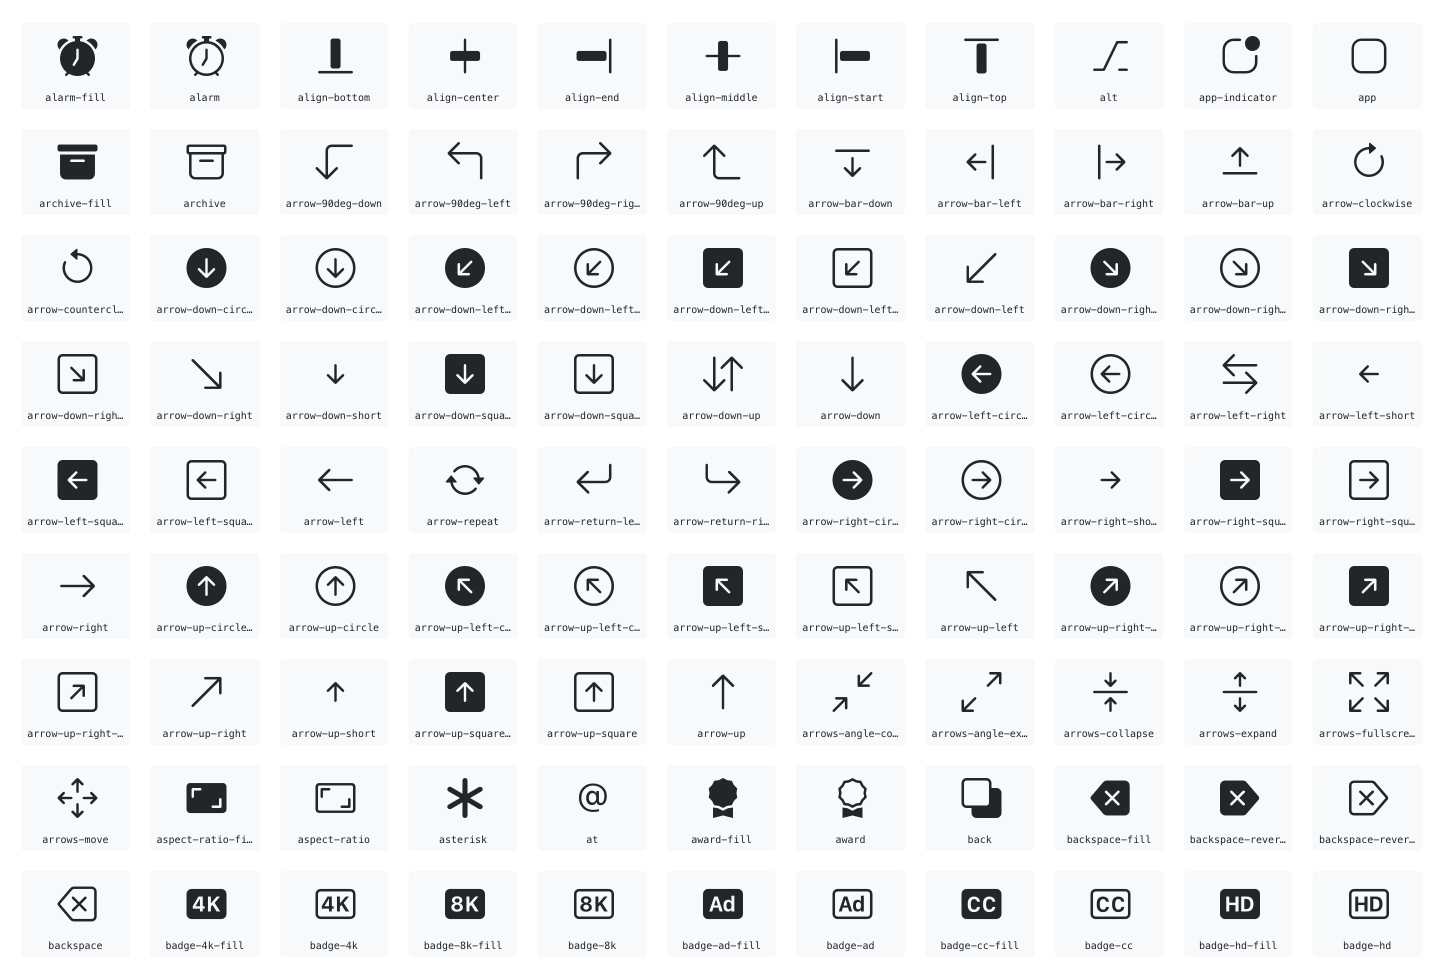 alarm-fill alarm align-bottom align-center align-end align-middle align-start align-top alt app-indicator app
archive-fill archive arrow-90deg-down arrow-90deg-left arrow-90deg-rig… arrow-90deg-up arrow-bar-down arrow-bar-left arrow-bar-right arrow-bar-up arrow-clockwise
arrow-countercl… arrow-down-circ… arrow-down-circ… arrow-down-left… arrow-down-left… arrow-down-left… arrow-down-left… arrow-down-left arrow-down-righ… arrow-down-righ… arrow-down-righ…
arrow-down-righ… arrow-down-right arrow-down-short arrow-down-squa… arrow-down-squa… arrow-down-up arrow-down arrow-left-circ… arrow-left-circ… arrow-left-right arrow-left-short
arrow-left-squa… arrow-left-squa… arrow-left arrow-repeat arrow-return-le… arrow-return-ri… arrow-right-cir… arrow-right-cir… arrow-right-sho… arrow-right-squ… arrow-right-squ…
arrow-right arrow-up-circle… arrow-up-circle arrow-up-left-c… arrow-up-left-c… arrow-up-left-s… arrow-up-left-s… arrow-up-left arrow-up-right-… arrow-up-right-… arrow-up-right-…
arrow-up-right-… arrow-up-right arrow-up-short arrow-up-square… arrow-up-square arrow-up arrows-angle-co… arrows-angle-ex… arrows-collapse arrows-expand arrows-fullscre…
@
arrows-move aspect-ratio-fi… aspect-ratio asterisk at award-fill award back backspace-fill backspace-rever… backspace-rever…
4K 4K 8K 8K Ad Ad CC CC HD HD
backspace badge-4k-fill badge-4k badge-8k-fill badge-8k badge-ad-fill badge-ad badge-cc-fill badge-cc badge-hd-fill badge-hd